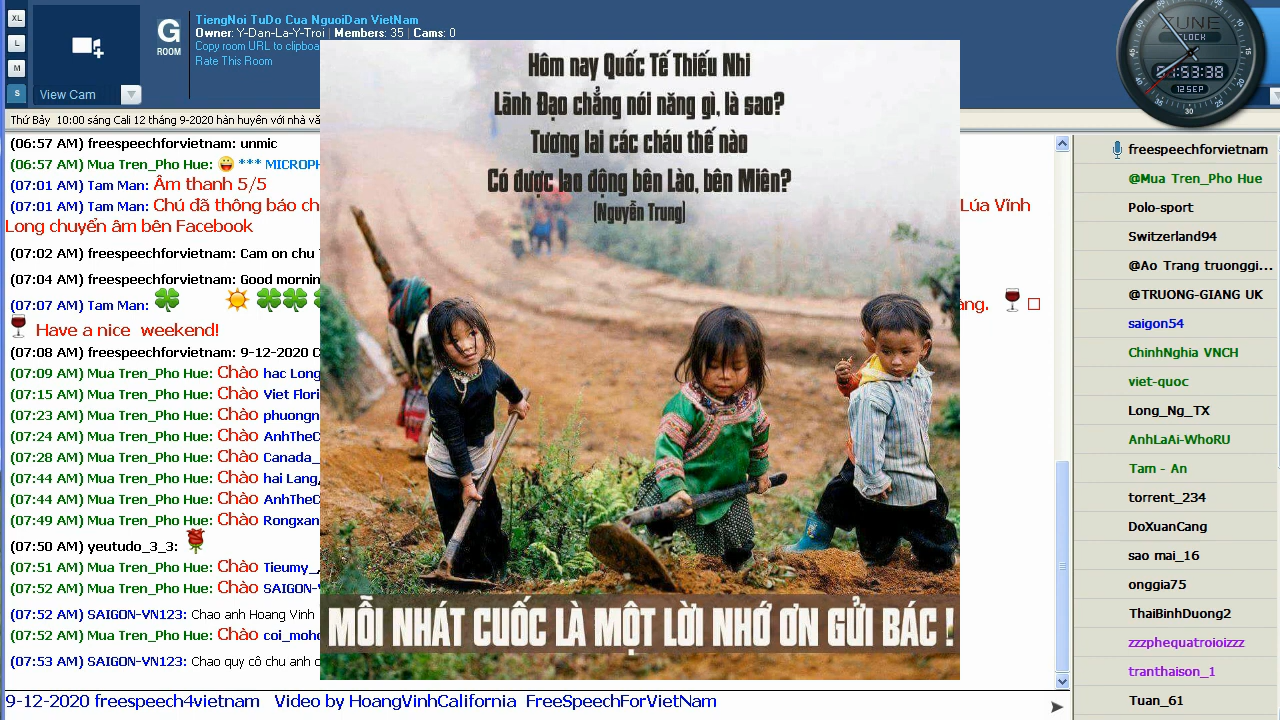 XL
L
M
S
View Cam
G
ROOM
TiengNoi TuDo Cua NguoiDan VietNam
Owner: Y-Dan-La-Y-Troi | Members: 35 | Cams: 0
Copy room URL to clipboa
Rate This Room
TUNE
CLOCK
12SEP
Thứ Bảy 10:00 sáng Cali 12 tháng 9-2020 hàn huyên với nhà vă
(06:57 AM) freespeechforvietnam: unmic
(06:57 AM) Mua Tren_Pho Hue: *** MICROPH
(07:01 AM) Tam Man: Âm thanh 5/5
(07:01 AM) Tam Man: Chú đã thông báo ch Lúa Vĩnh
Long chuyển âm bên Facebook
(07:02 AM) freespeechforvietnam: Cam on chu
(07:04 AM) freespeechforvietnam: Good mornin
(07:07 AM) Tam Man: àng.
Have a nice weekend!
(07:08 AM) freespeechforvietnam: 9-12-2020 C
(07:09 AM) Mua Tren_Pho Hue: Chào hac Long
(07:15 AM) Mua Tren_Pho Hue: Chào Viet Flori
(07:23 AM) Mua Tren_Pho Hue: Chào phuongn
(07:24 AM) Mua Tren_Pho Hue: Chào AnhTheC
(07:28 AM) Mua Tren_Pho Hue: Chào Canada_
(07:44 AM) Mua Tren_Pho Hue: Chào hai Lang,
(07:44 AM) Mua Tren_Pho Hue: Chào AnhTheC
(07:49 AM) Mua Tren_Pho Hue: Chào Rongxan
(07:50 AM) yeutudo_3_3:
(07:51 AM) Mua Tren_Pho Hue: Chào Tieumy_
(07:52 AM) Mua Tren_Pho Hue: Chào SAIGON-
(07:52 AM) SAIGON-VN123: Chao anh Hoang Vinh
(07:52 AM) Mua Tren_Pho Hue: Chào coi_moho
(07:53 AM) SAIGON-VN123: Chao quy cô chu anh c
9-12-2020 freespeech4vietnam Video by HoangVinhCalifornia FreeSpeechForVietNam
Hôm nay Quốc Tế Thiếu Nhi
Lãnh Đạo chẳng nói năng gì, là sao?
Tương lai các cháu thế nào
Có được lao động bên Lào, bên Miên?
(Nguyễn Trung)
MỖI NHÁT CUỐC LÀ MỘT LỜI NHỚ ƠN GỬI BÁC !
freespeechforvietnam
@Mua Tren_Pho Hue
Polo-sport
Switzerland94
@Ao Trang truonggi...
@TRUONG-GIANG UK
saigon54
ChinhNghia VNCH
viet-quoc
Long_Ng_TX
AnhLaAi-WhoRU
Tam - An
torrent_234
DoXuanCang
sao mai_16
onggia75
ThaiBinhDuong2
zzzphequatroioizzz
tranthaison_1
Tuan_61